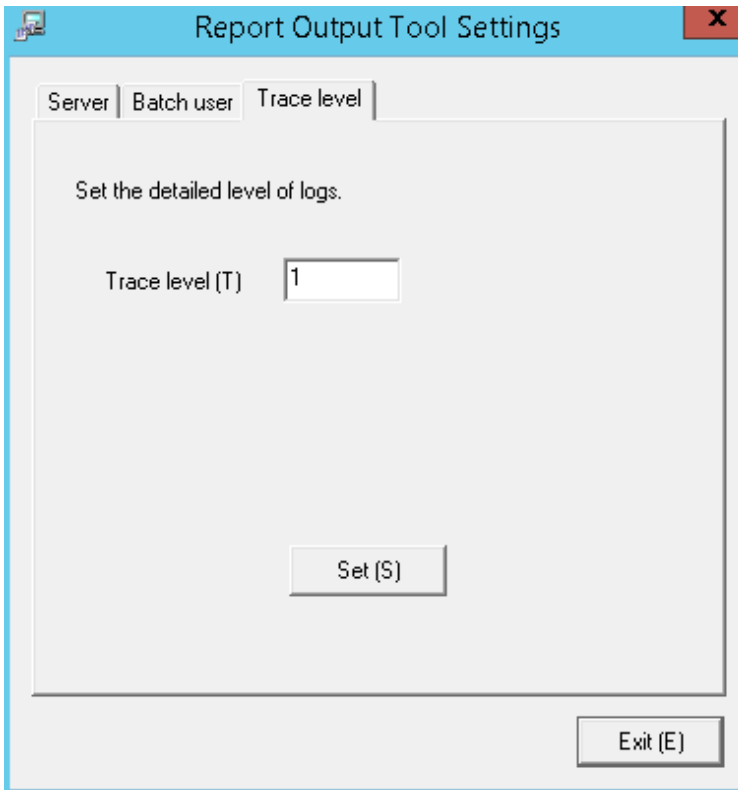 Report Output Tool Settings
x
Server Batch user Trace level
Set the detailed level of logs.
Trace level (T) 1
Set (S)
Exit (E)